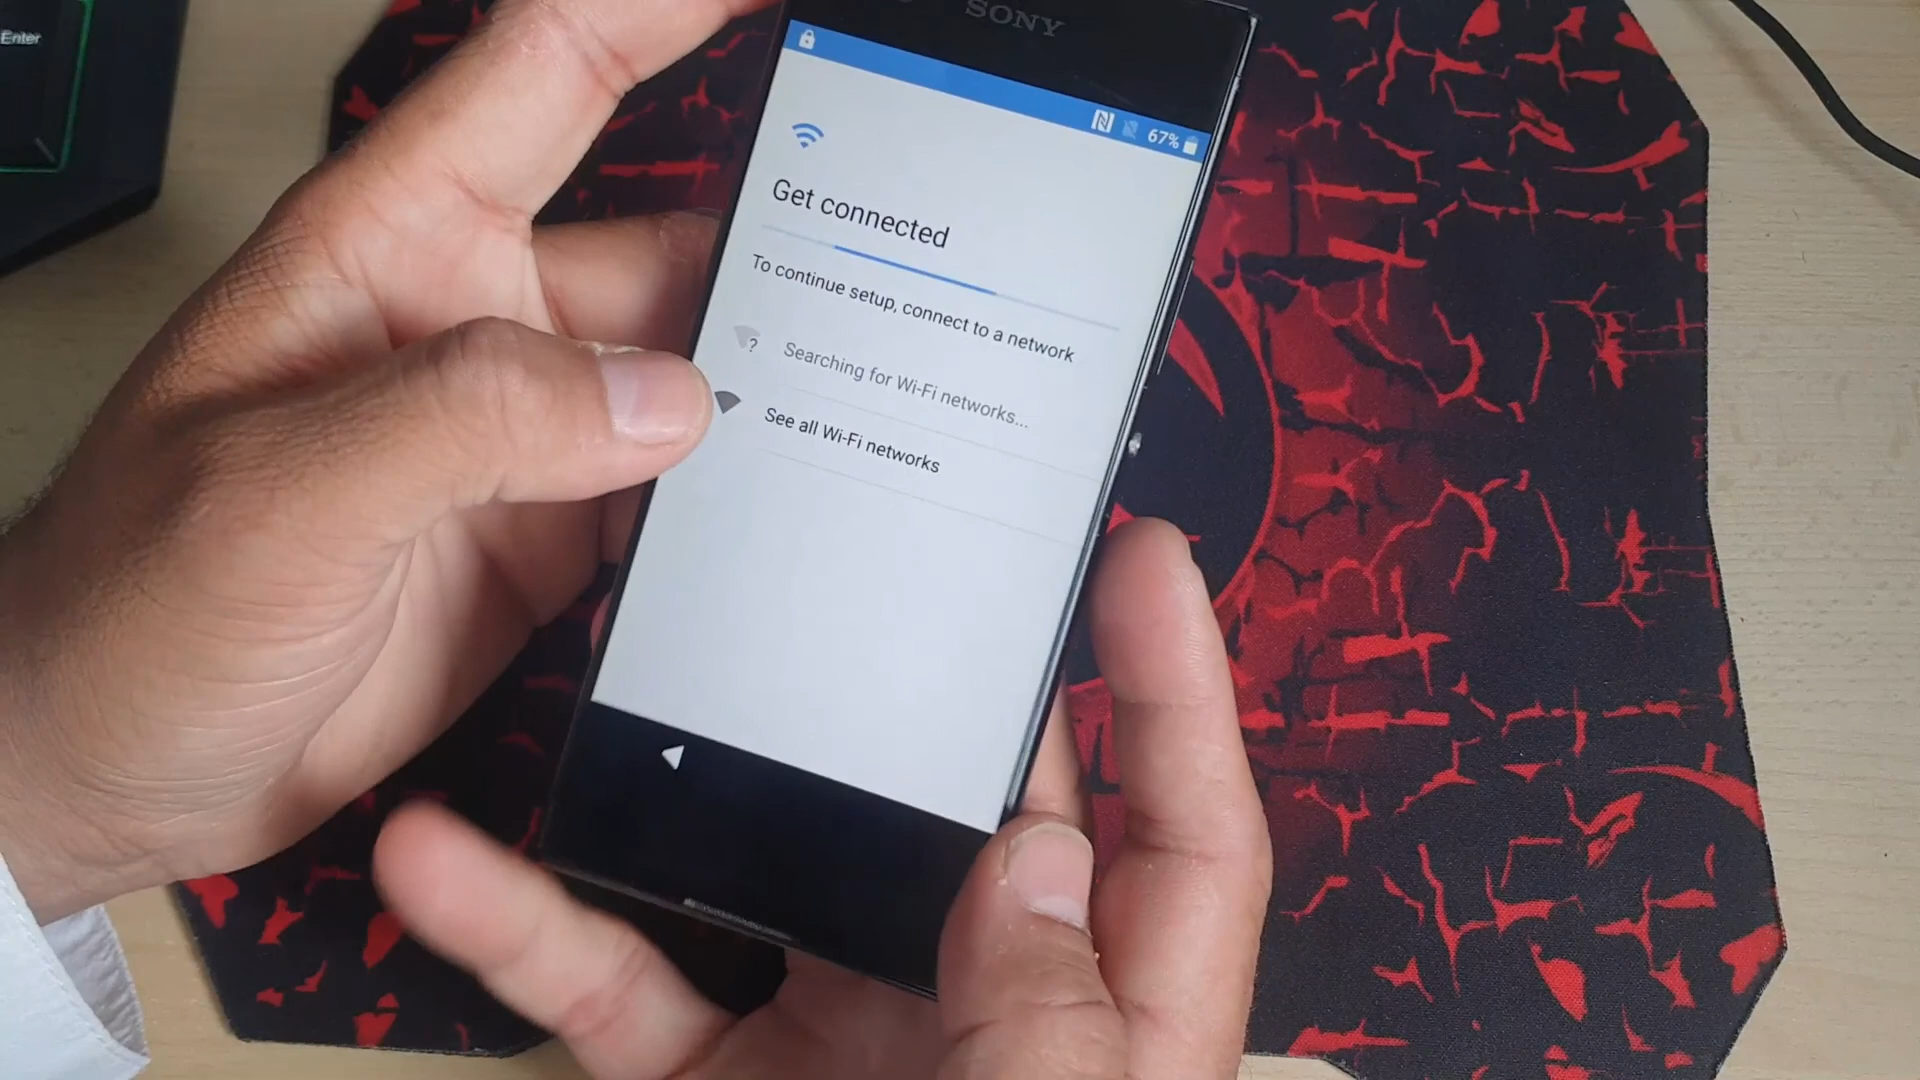 Enter
SONY
67%
Get connected
To continue setup, connect to a network
?
Searching for Wi-Fi networks...
See all Wi-Fi networks